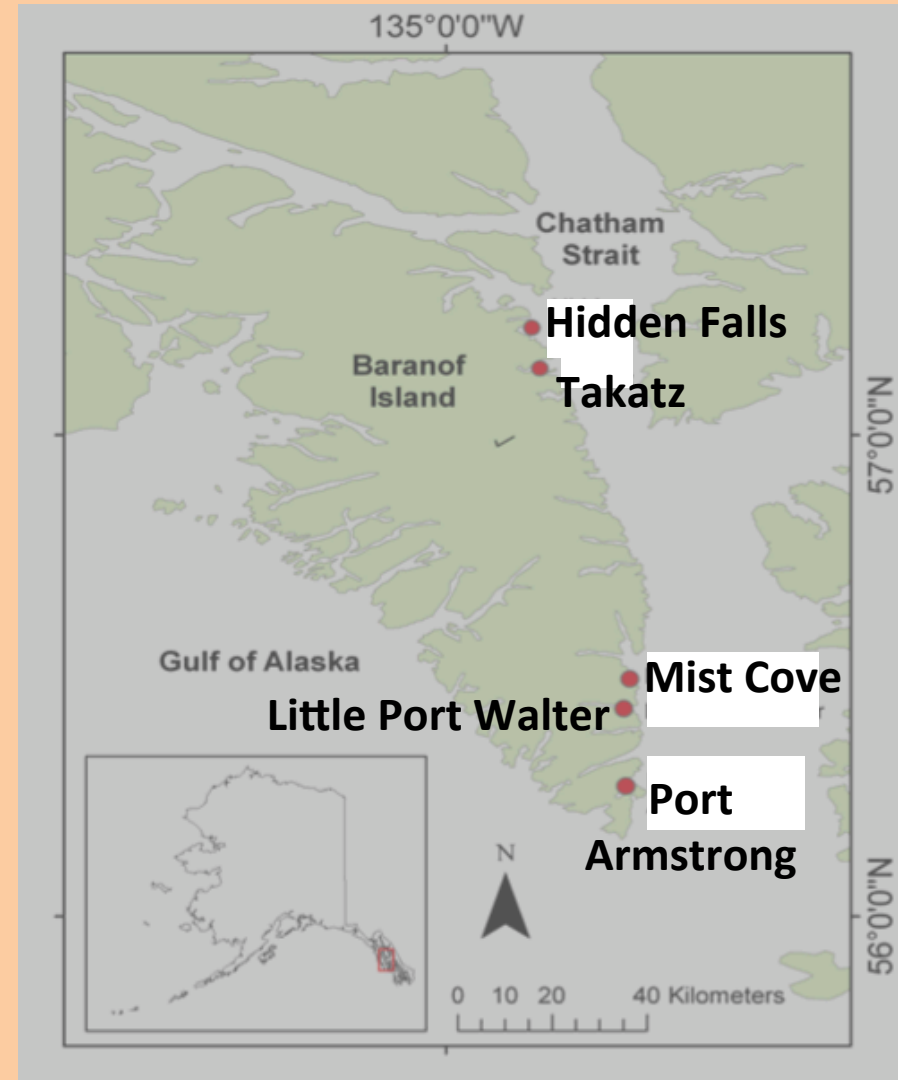 135°0'0"W
Chatham
Strait
Hidden Falls
Baranof
Island
Takatz
57°0'0"N
Gulf of Alaska
Mist Cove
Little Port Walter
Port
Armstrong
N
56°0'0"N
0 10 20 40 Kilometers